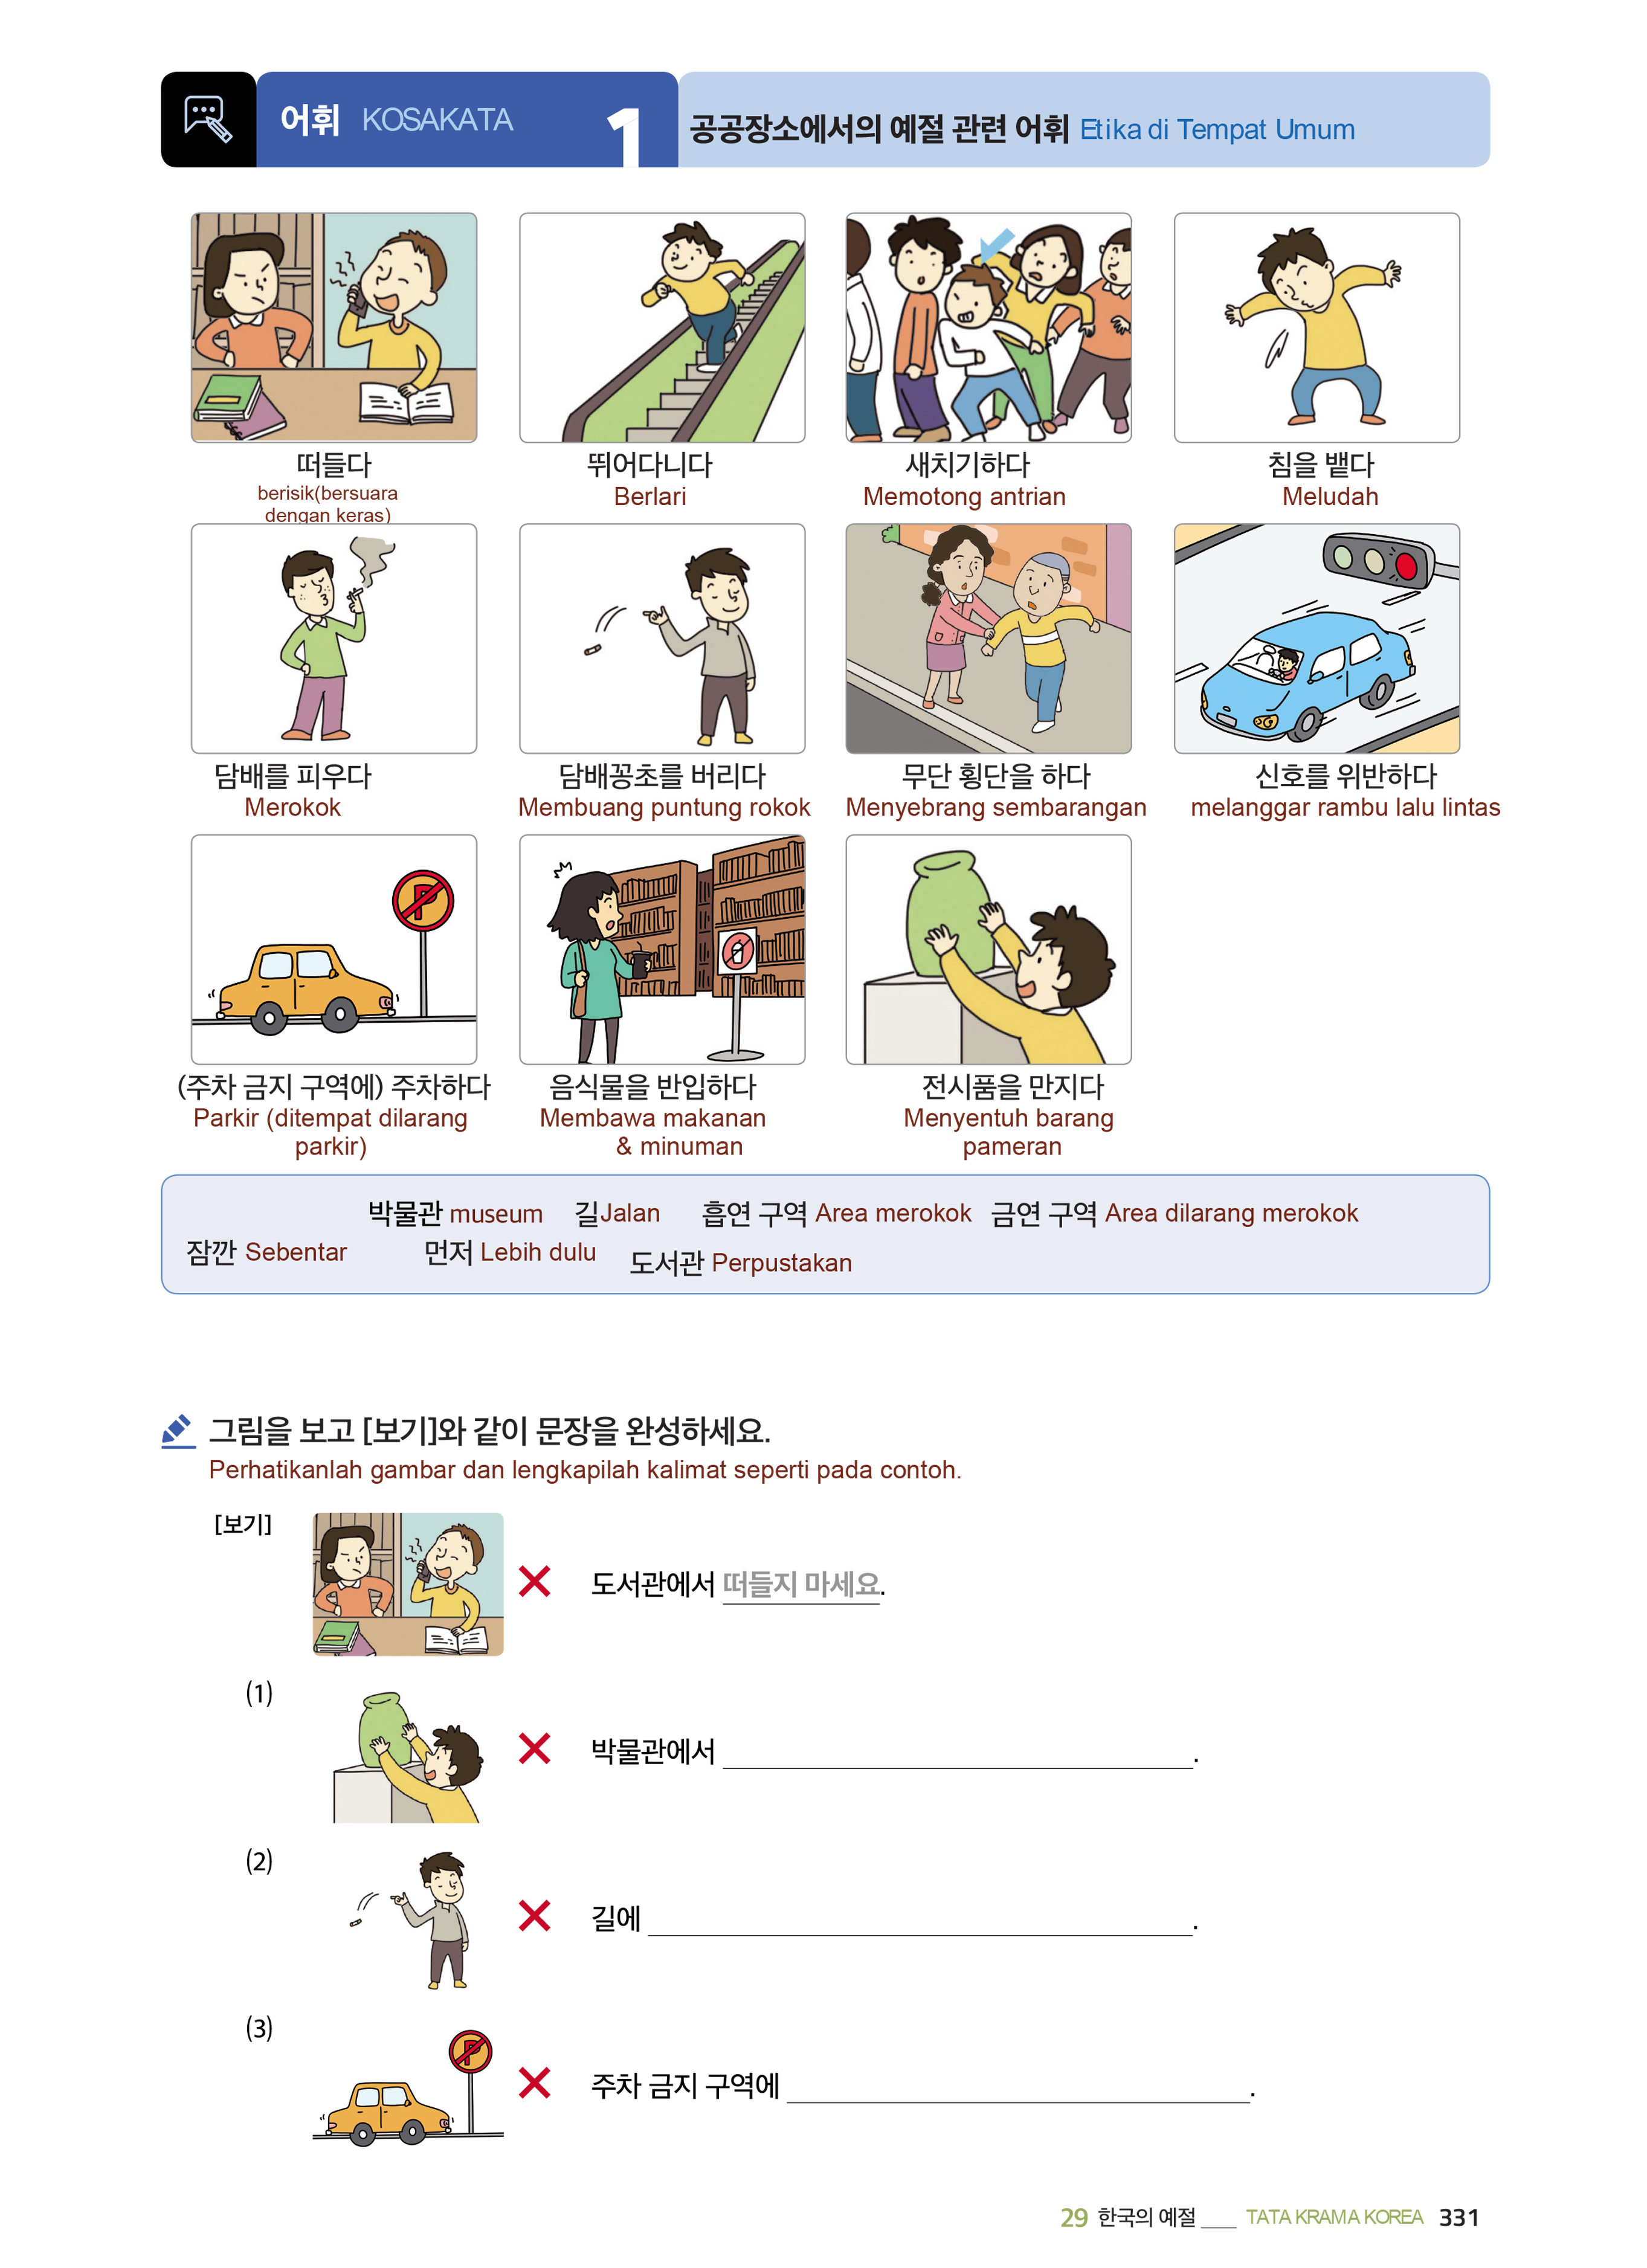 어휘 KOSAKATA 1 공공장소에서의 예절 관련 어휘 Etika di Tempat Umum
떠들다 뛰어다니다 새치기하다 침을 뱉다
berisik(bersuara dengan keras) Berlari Memotong antrian Meludah
담배를 피우다 담배꽁초를 버리다 무단 횡단을 하다 신호를 위반하다
Merokok Membuang puntung rokok Menyebrang sembarangan melanggar rambu lalu lintas
P
(주차 금지 구역에) 주차하다 음식물을 반입하다 전시품을 만지다
Parkir (ditempat dilarang parkir) Membawa makanan & minuman Menyentuh barang pameran
박물관 museum 길Jalan 흡연 구역 Area merokok 금연 구역 Area dilarang merokok
잠깐 Sebentar 먼저 Lebih dulu 도서관 Perpustakan
그림을 보고 [보기]와 같이 문장을 완성하세요.
Perhatikanlah gambar dan lengkapilah kalimat seperti pada contoh.
[보기] 도서관에서 떠들지 마세요.
(1) 박물관에서 ______.
(2) 길에 ______.
(3) P 주차 금지 구역에 ______.
29 한국의 예절 ___ TATA KRAMA KOREA 331